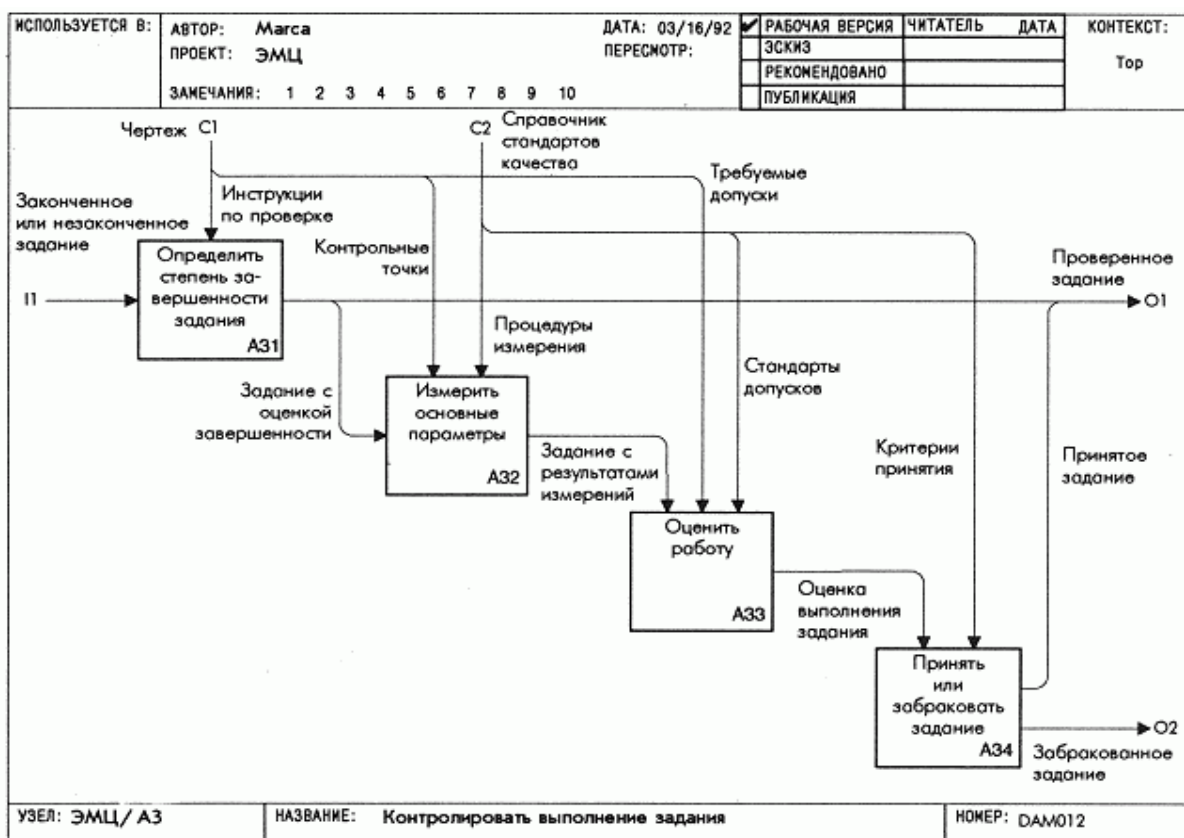 ИСПОЛЬЗУЕТСЯ В:
АВТОР: Marca
ДАТА: 03/16/92
ПРОЕКТ: ЭМЦ
ПЕРЕСМОТР:
ЗАМЕЧАНИЯ: 1 2 3 4 5 6 7 8 9 10
✔ РАБОЧАЯ ВЕРСИЯ
ЭСКИЗ
РЕКОМЕНДОВАНО
ПУБЛИКАЦИЯ
ЧИТАТЕЛЬ ДАТА
КОНТЕКСТ:
Top
Чертеж C1
C2 Справочник
стандартов
качества
Требуемые
допуски
Законченное
или незаконченное
задание
Инструкции
по проверке
Контрольные
точки
I1
Определить
степень за-
вершенности
задания
A31
Проверенное
задание
O1
Процедуры
измерения
Стандарты
допусков
Задание с
оценкой
завершенности
Измерить
основные
параметры
A32
Задание с
результатами
измерений
Критерии
принятия
Принятое
задание
Оценить
работу
A33
Оценка
выполнения
задания
Принять
или
забраковать
задание
A34
O2
Забракованное
задание
УЗЕЛ: ЭМЦ/ A3
НАЗВАНИЕ: Контролировать выполнение задания
НОМЕР: DAM012